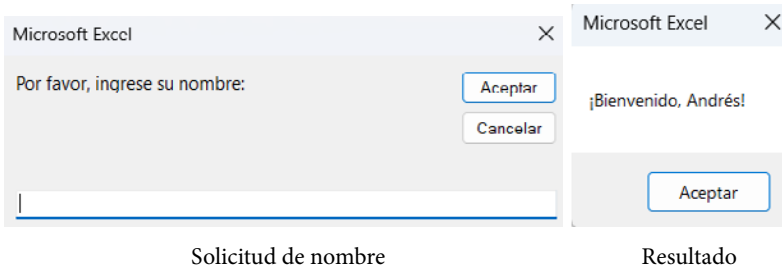 Microsoft Excel
Por favor, ingrese su nombre:
Aceptar
Cancelar
Solicitud de nombre
Microsoft Excel
¡Bienvenido, Andrés!
Aceptar
Resultado